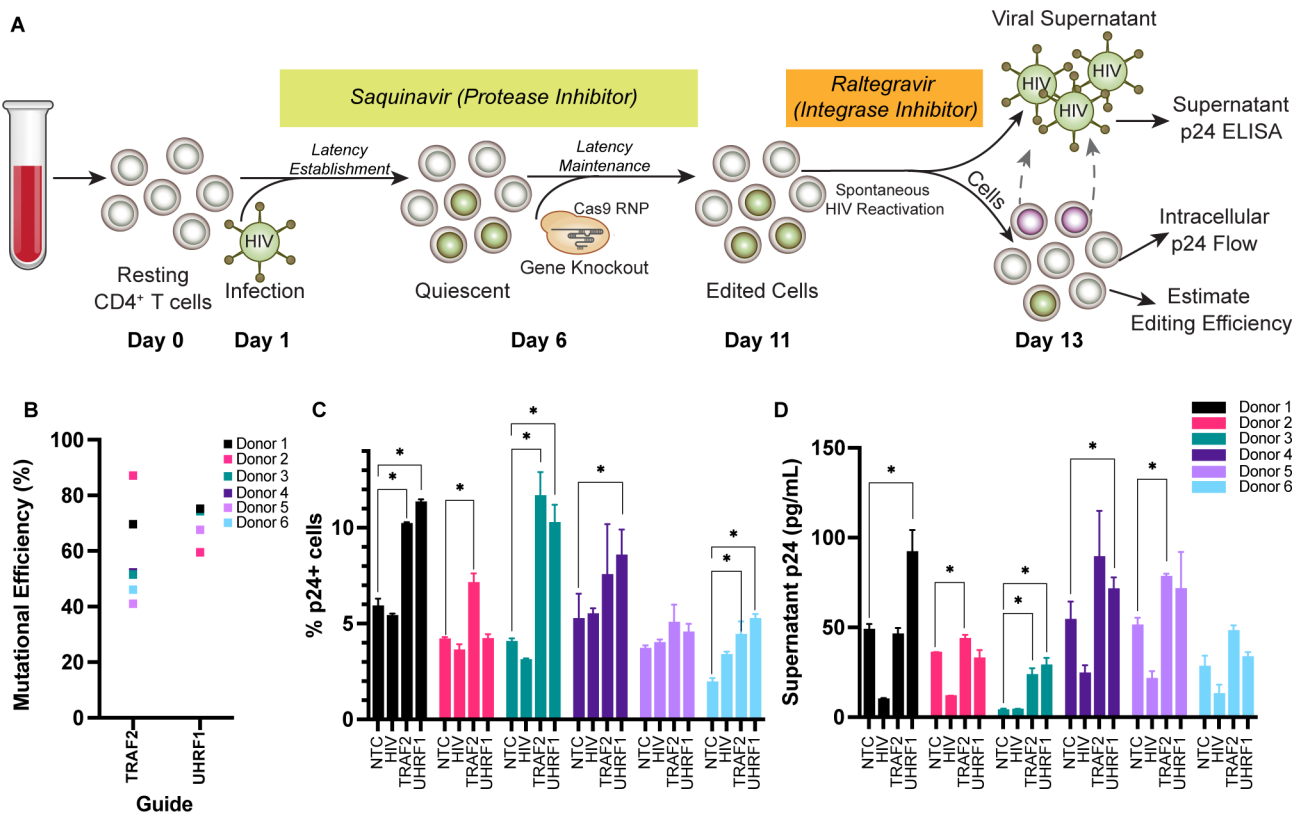 A
Viral Supernatant
HIV
HIV
HIV
Saquinavir (Protease Inhibitor)
Raltegravir
(Integrase Inhibitor)
Supernatant
p24 ELISA
Latency
Establishment
Latency
Maintenance
Cas9 RNP
Spontaneous
HIV Reactivation
Cells
HIV
Gene Knockout
Intracellular
p24 Flow
Resting
CD4+ T cells
Infection
Quiescent
Edited Cells
Estimate
Editing Efficiency
Day 0
Day 1
Day 6
Day 11
Day 13
B
Mutational Efficiency (%)
100
80
60
40
20
0
TRAF2
UHRF1
Guide
Donor 1
Donor 2
Donor 3
Donor 4
Donor 5
Donor 6
C
% p24+ cells
10
5
0
* * * * * * * *
NTC HIV TRAF2 UHRF1 NTC HIV TRAF2 UHRF1 NTC HIV TRAF2 UHRF1 NTC HIV TRAF2 UHRF1 NTC HIV TRAF2 UHRF1 NTC HIV TRAF2 UHRF1
D
Supernatant p24 (pg/mL)
150
100
50
0
* * * * * *
NTC HIV TRAF2 UHRF1 NTC HIV TRAF2 UHRF1 NTC HIV TRAF2 UHRF1 NTC HIV TRAF2 UHRF1 NTC HIV TRAF2 UHRF1 NTC HIV TRAF2 UHRF1
Donor 1
Donor 2
Donor 3
Donor 4
Donor 5
Donor 6